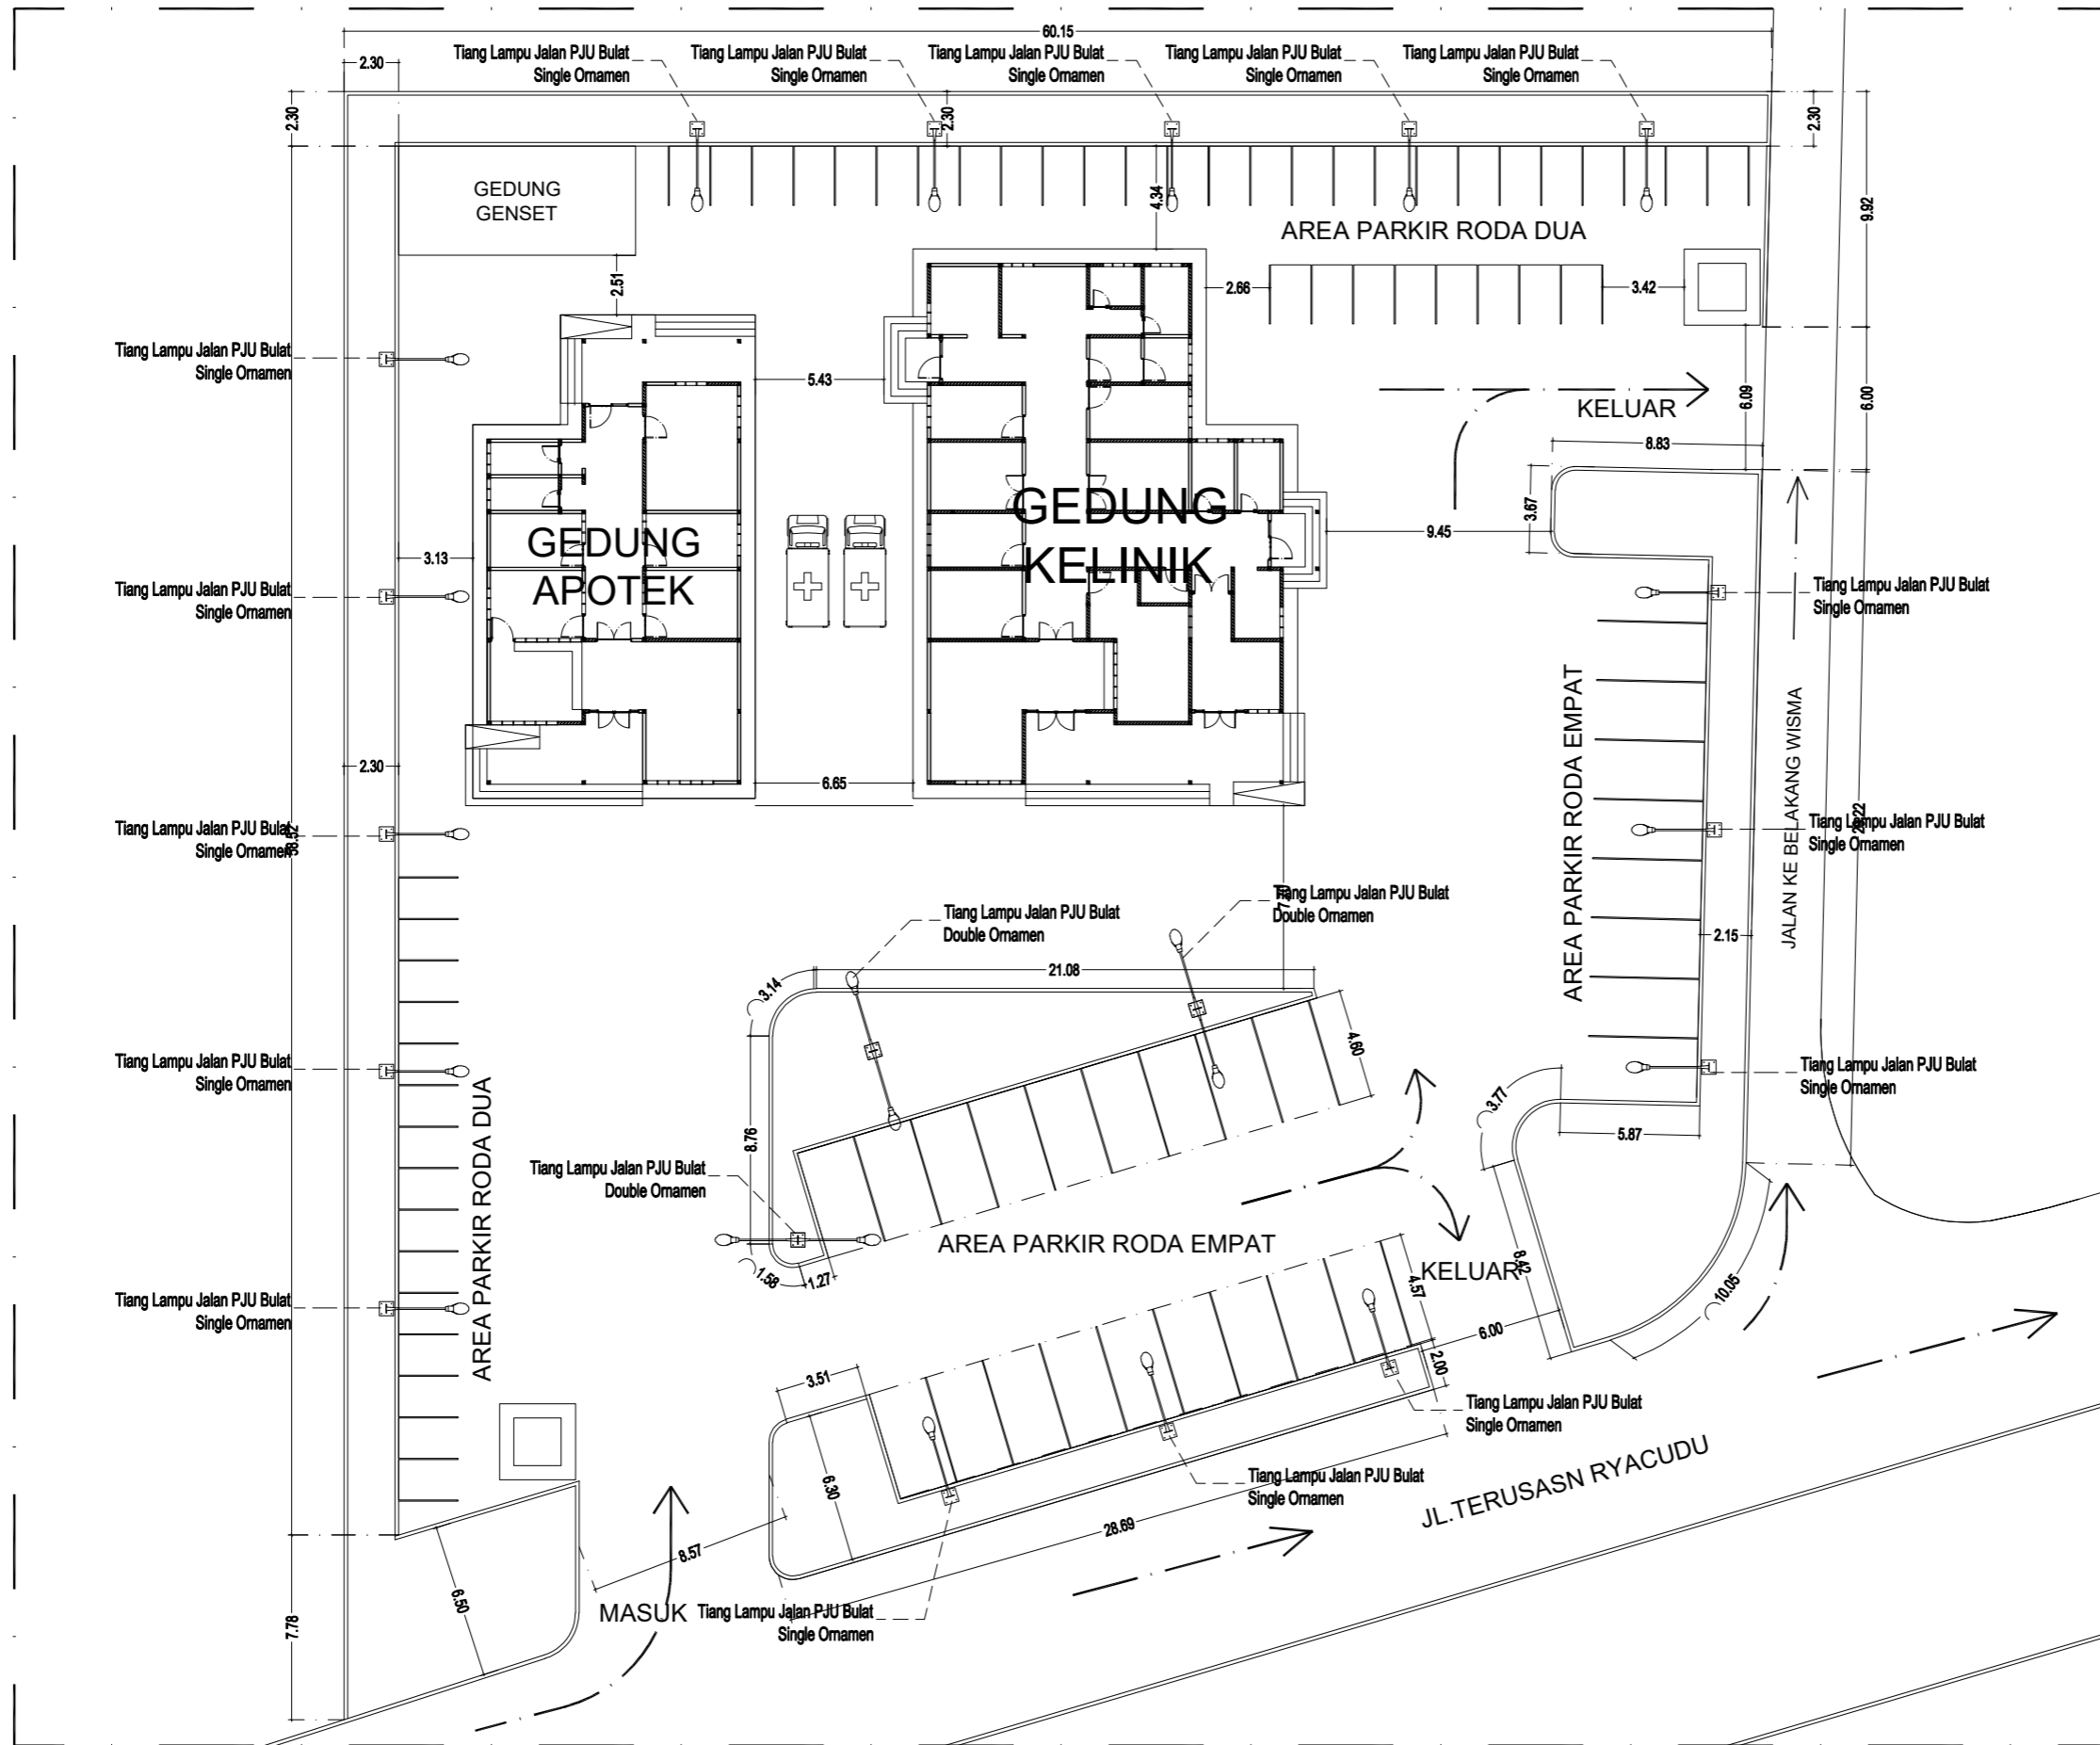 60.15
2.30
Tiang Lampu Jalan PJU Bulat
Single Ornamen
Tiang Lampu Jalan PJU Bulat
Single Ornamen
Tiang Lampu Jalan PJU Bulat
Single Ornamen
Tiang Lampu Jalan PJU Bulat
Single Ornamen
Tiang Lampu Jalan PJU Bulat
Single Ornamen
2.30
2.30
2.30
GEDUNG
GENSET
4.34
9.92
AREA PARKIR RODA DUA
2.51
2.66
3.42
Tiang Lampu Jalan PJU Bulat
Single Ornamen
5.43
KELUAR
6.09
6.00
8.83
3.67
GEDUNG
KELINIK
GEDUNG
APOTEK
3.13
9.45
Tiang Lampu Jalan PJU Bulat
Single Ornamen
Tiang Lampu Jalan PJU Bulat
Single Ornamen
AREA PARKIR RODA EMPAT
JALAN KE BELAKANG WISMA
2.30
6.65
Tiang Lampu Jalan PJU Bulat
Single Ornamen
38.52
Tiang Lampu Jalan PJU Bulat
Single Ornamen
Tiang Lampu Jalan PJU Bulat
Double Ornamen
Tiang Lampu Jalan PJU Bulat
Double Ornamen
2.15
21.08
3.14
4.60
Tiang Lampu Jalan PJU Bulat
Single Ornamen
Tiang Lampu Jalan PJU Bulat
Single Ornamen
3.77
5.87
8.76
AREA PARKIR RODA DUA
Tiang Lampu Jalan PJU Bulat
Double Ornamen
AREA PARKIR RODA EMPAT
KELUAR
8.42
1.58
1.27
4.57
10.05
Tiang Lampu Jalan PJU Bulat
Single Ornamen
6.00
2.00
3.51
Tiang Lampu Jalan PJU Bulat
Single Ornamen
6.30
Tiang Lampu Jalan PJU Bulat
Single Ornamen
JL.TERUSASN RYACUDU
28.69
8.57
6.50
7.78
MASUK
Tiang Lampu Jalan PJU Bulat
Single Ornamen